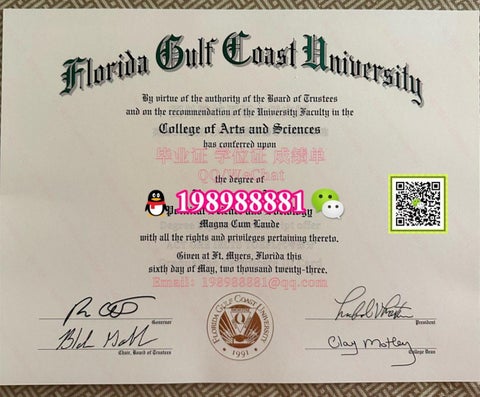 Florida Gulf Coast University
By virtue of the authority of the Board of Trustees
and on the recommendation of the University Faculty in the
College of Arts and Sciences
has conferred upon
毕业证 学位证 成绩单
QQ/WeChat
the degree of
198988881
Magna Cum Laude
with all the rights and privileges pertaining thereto.
Given at Ft. Myers, Florida this
sixth day of May, two thousand twenty-three.
Email: 198988881@qq.com
Governor
President
Chair, Board of Trustees
Clay Motley
College Dean
FLORIDA GULF COAST UNIVERSITY
1991